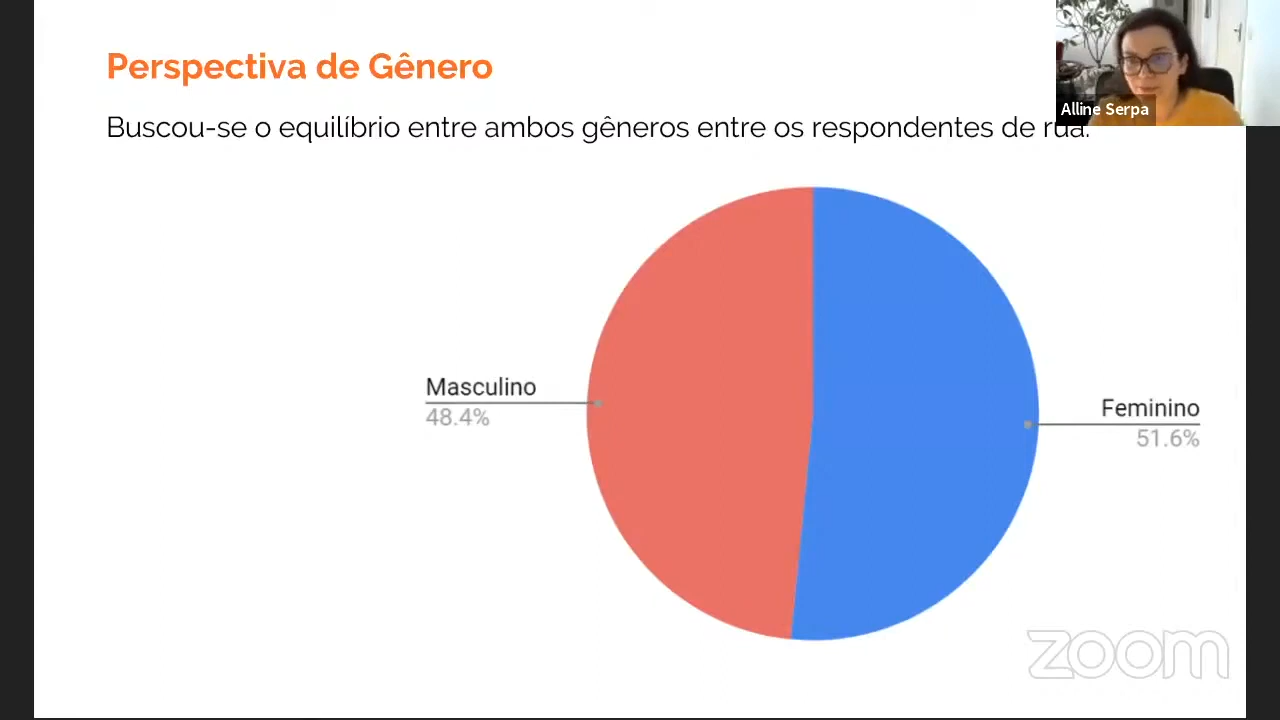 Perspectiva de Gênero
Alline Serpa
Buscou-se o equilíbrio entre ambos gêneros entre os respondentes de rua.
Masculino
48.4%
Feminino
51.6%
zoom